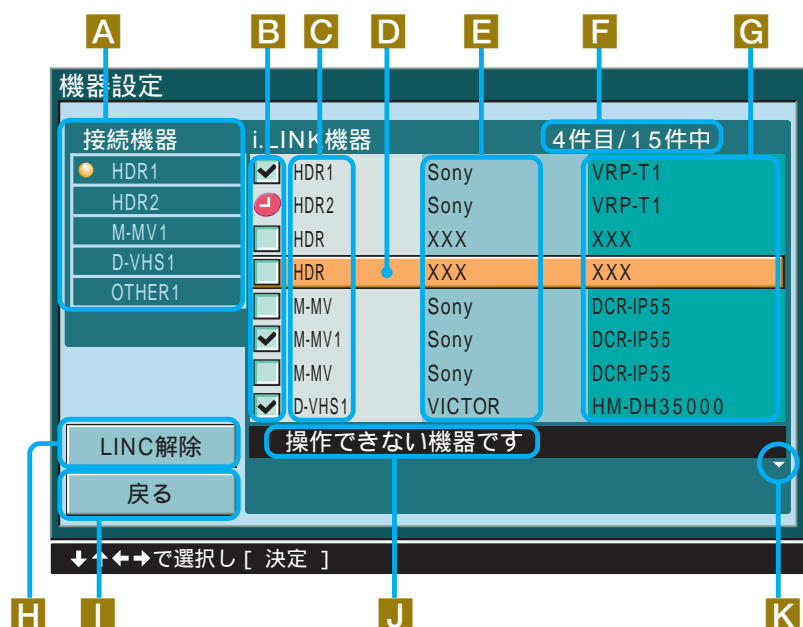 A B C D E F G
機器設定
接続機器
HDR1
HDR2
M-MV1
D-VHS1
OTHER1
i.LINK機器 4件目/15件中
HDR1 Sony VRP-T1
HDR2 Sony VRP-T1
HDR XXX XXX
HDR XXX XXX
M-MV Sony DCR-IP55
M-MV1 Sony DCR-IP55
M-MV Sony DCR-IP55
D-VHS1 VICTOR HM-DH35000
操作できない機器です
LINC解除
戻る
↓↑←→で選択し [ 決定 ]
H I J K